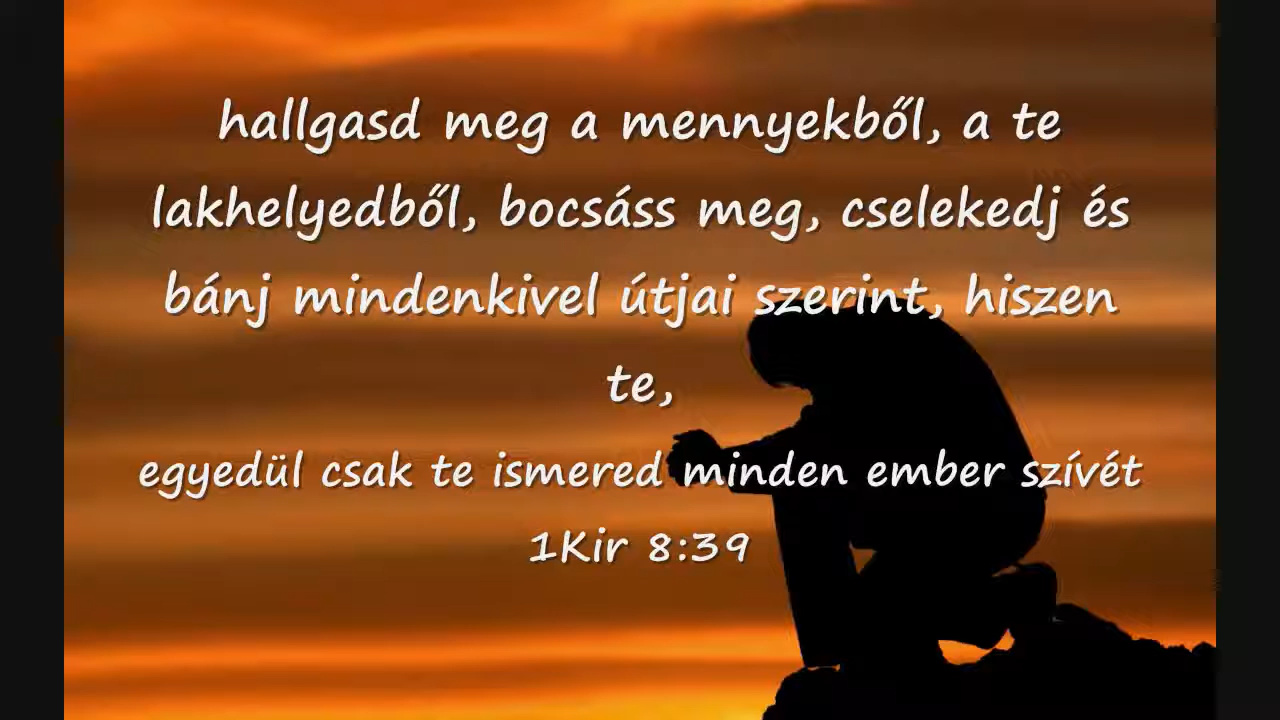 hallgasd meg a mennyekből, a te
lakhelyedből, bocsáss meg, cselekedj és
bánj mindenkivel útjai szerint, hiszen
te,
egyedül csak te ismered minden ember szívét
1Kir 8:39